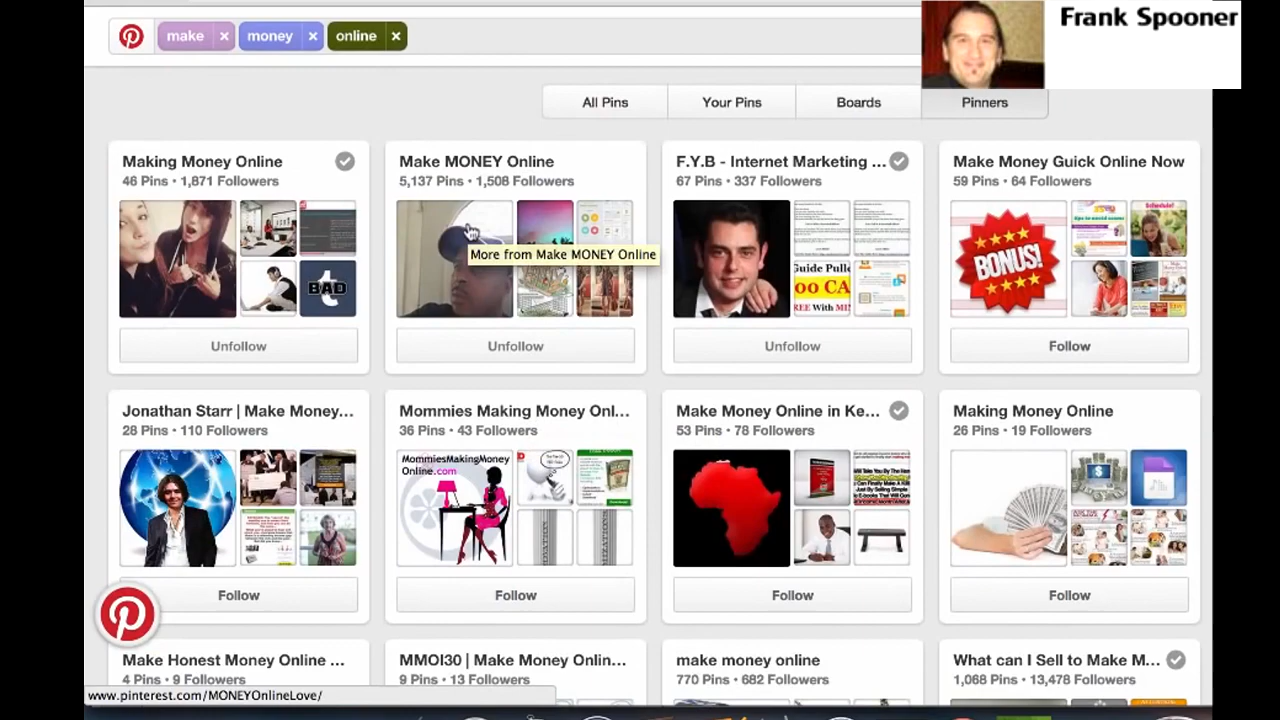 Frank Spooner
make × money × online ×
All Pins Your Pins Boards Pinners
Making Money Online
46 Pins • 1,871 Followers
Unfollow
Make MONEY Online
5,137 Pins • 1,508 Followers
More from Make MONEY Online
Unfollow
F.Y.B - Internet Marketing ...
67 Pins • 337 Followers
Unfollow
Make Money Guick Online Now
59 Pins • 64 Followers
BONUS!
Follow
Jonathan Starr | Make Money...
28 Pins • 110 Followers
Follow
Mommies Making Money Onl...
36 Pins • 43 Followers
MommiesMakingMoney
Online.com
Follow
Make Money Online in Ke...
53 Pins • 78 Followers
Follow
Making Money Online
26 Pins • 19 Followers
Follow
Make Honest Money Online ...
4 Pins • 9 Followers
MMOI30 | Make Money Onlin...
9 Pins • 13 Followers
make money online
770 Pins • 682 Followers
What can I Sell to Make M...
1,068 Pins • 13,478 Followers
www.pinterest.com/MONEYOnlineLove/